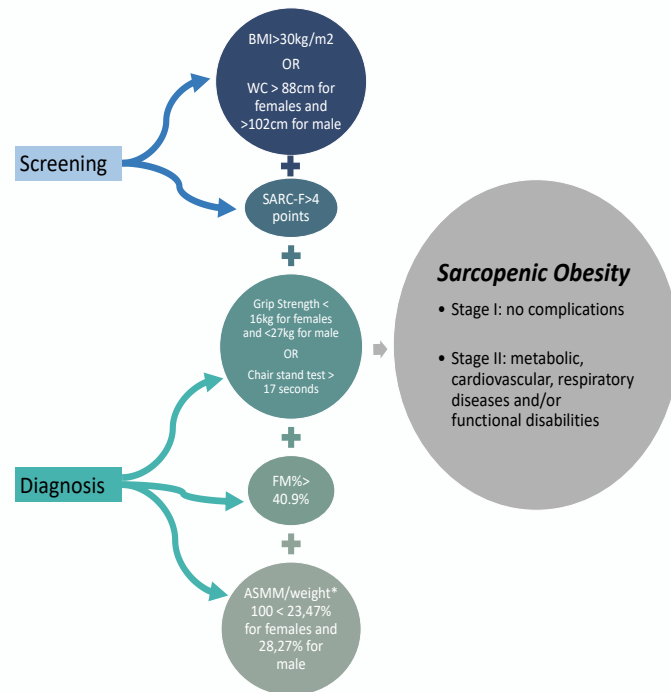 BMI>30kg/m2
OR
WC > 88cm for
females and
>102cm for male
Screening
SARC-F>4
points
Grip Strength <
16kg for females
and <27kg for male
OR
Chair stand test >
17 seconds
Sarcopenic Obesity
• Stage I: no complications
• Stage II: metabolic,
cardiovascular, respiratory
diseases and/or
functional disabilities
Diagnosis
FM%>
40.9%
ASMM/weight*
100 < 23,47%
for females and
28,27% for
male